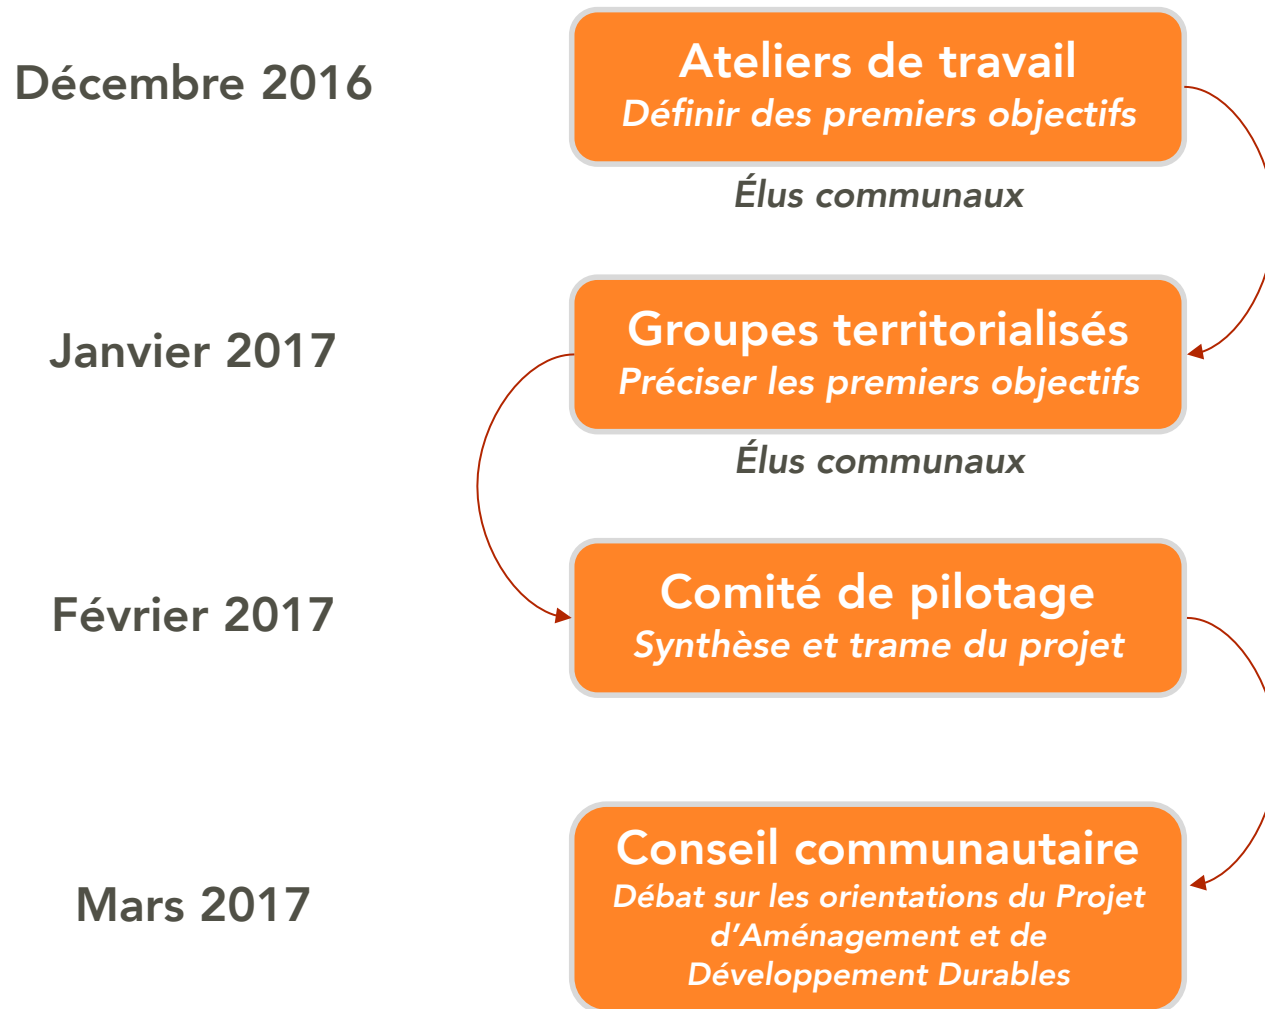 Décembre 2016
Ateliers de travail
Définir des premiers objectifs
Élus communaux
Janvier 2017
Groupes territorialisés
Préciser les premiers objectifs
Élus communaux
Février 2017
Comité de pilotage
Synthèse et trame du projet
Mars 2017
Conseil communautaire
Débat sur les orientations du Projet
d’Aménagement et de
Développement Durables